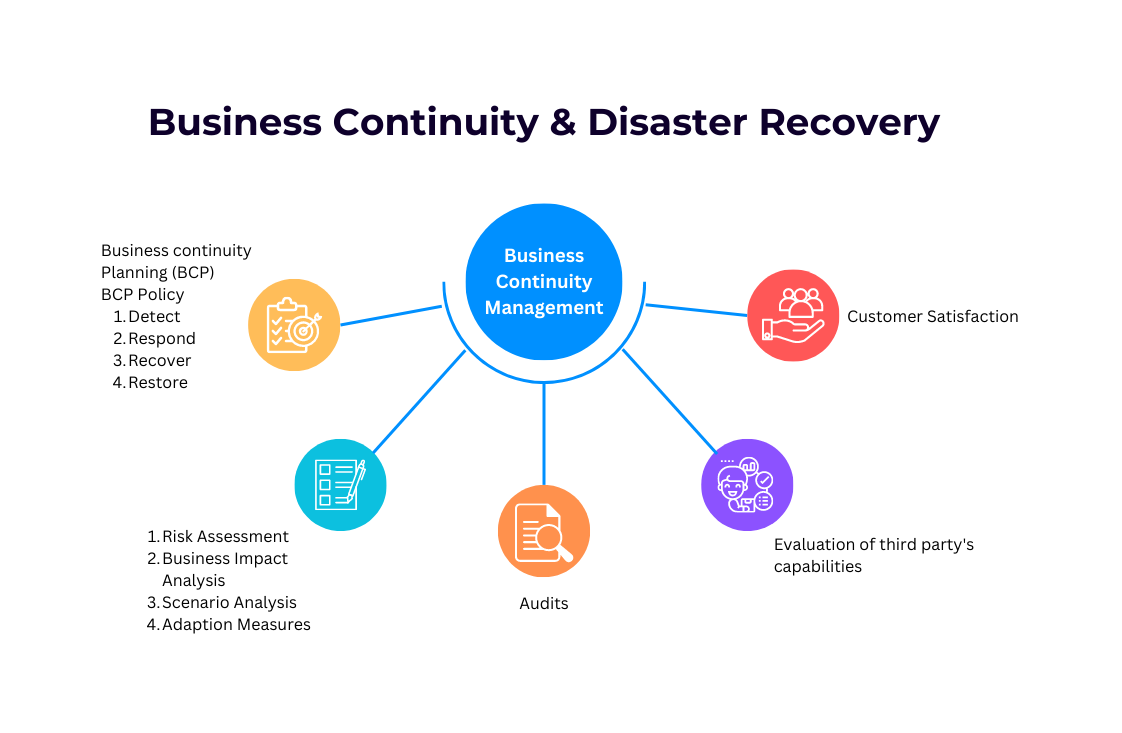 Business Continuity & Disaster Recovery
Business
Continuity
Management
Business continuity
Planning (BCP)
BCP Policy
1. Detect
2. Respond
3. Recover
4. Restore
Customer Satisfaction
1. Risk Assessment
2. Business Impact
Analysis
3. Scenario Analysis
4. Adaption Measures
Audits
Evaluation of third party's
capabilities